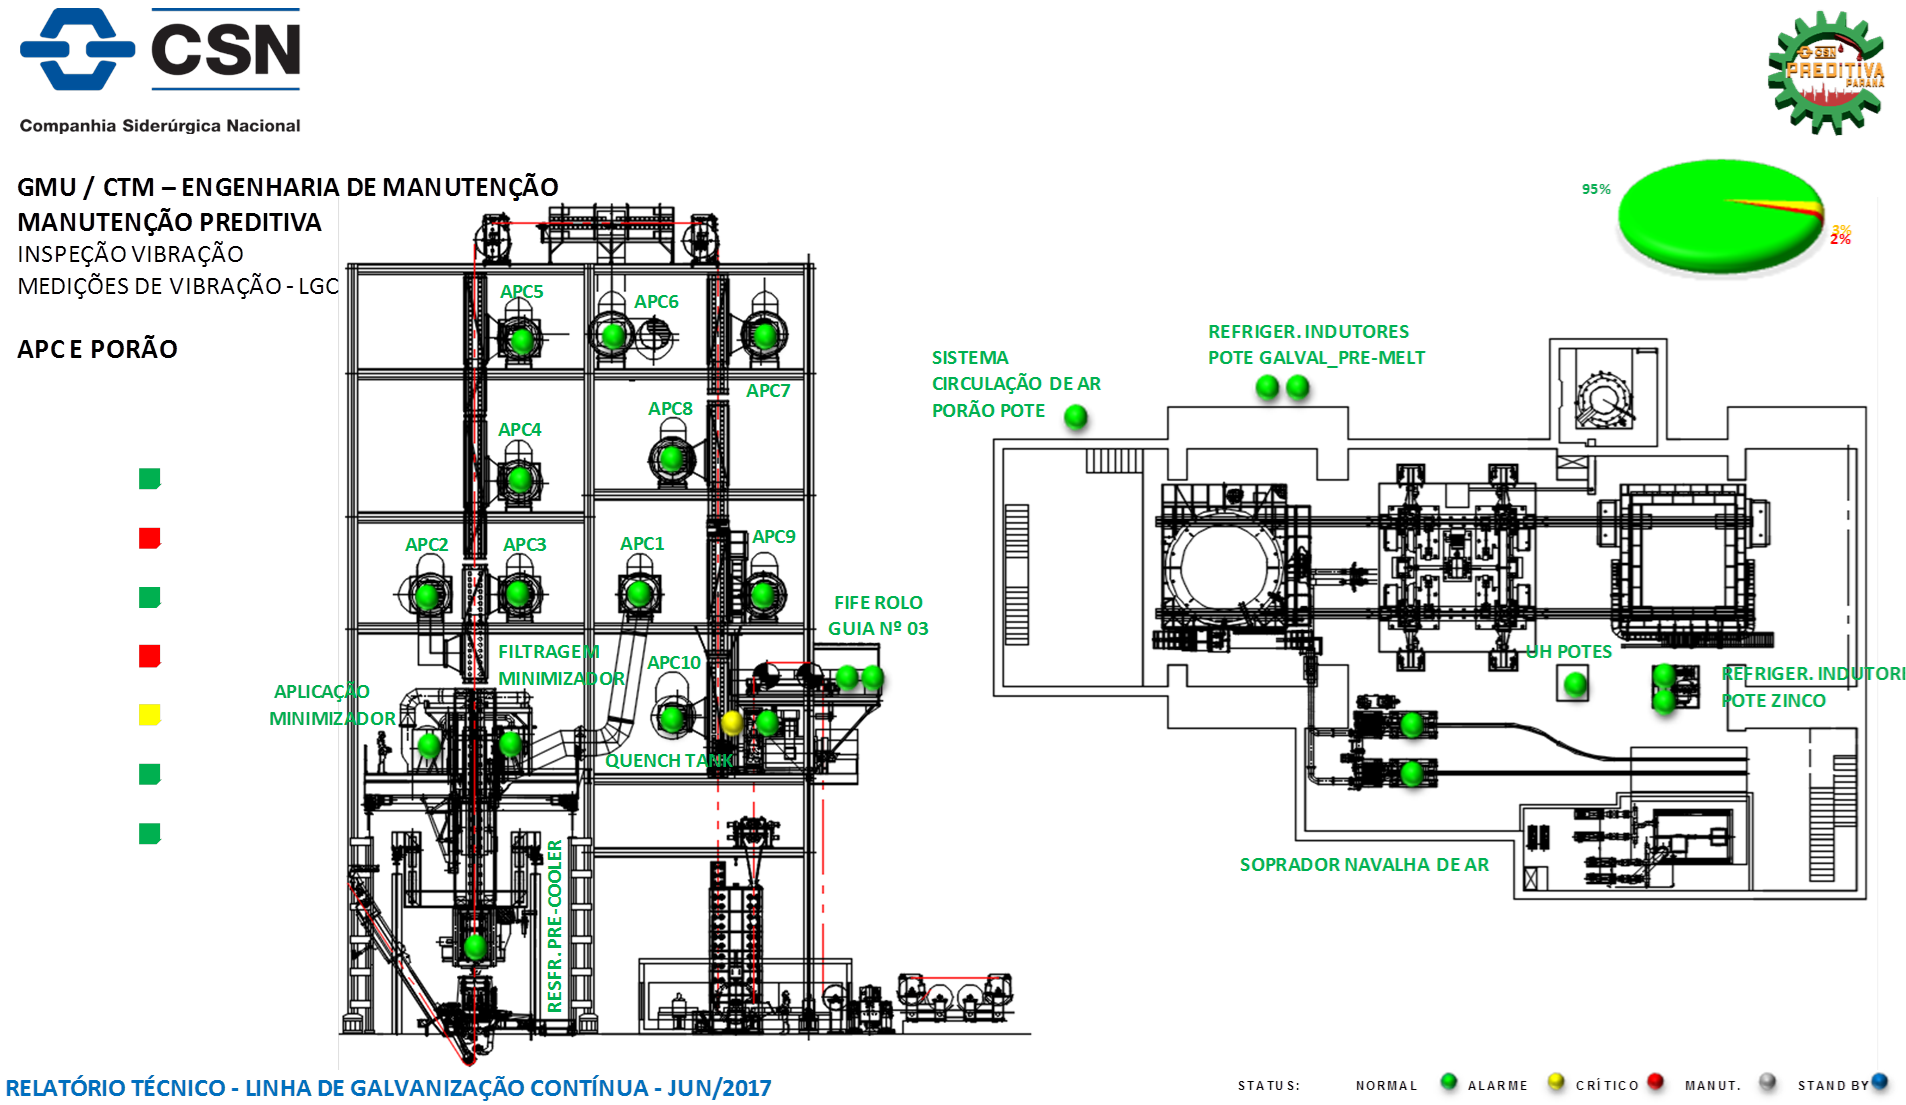 CSN
Companhia Siderúrgica Nacional
CSN
PREDITIVA
PARANÁ
GMU / CTM – ENGENHARIA DE MANUTENÇÃO
MANUTENÇÃO PREDITIVA
INSPEÇÃO VIBRAÇÃO
MEDIÇÕES DE VIBRAÇÃO - LGC
APC E PORÃO
95%
3%
2%
APC5
APC6
APC7
APC8
APC4
APC2
APC3
APC1
APC9
FIFE ROLO
GUIA Nº 03
FILTRAGEM
MINIMIZADOR
APC10
APLICAÇÃO
MINIMIZADOR
QUENCH TANK
RESFR. PRE-COOLER
SISTEMA
CIRCULAÇÃO DE AR
PORÃO POTE
REFRIGER. INDUTORES
POTE GALVAL_PRE-MELT
UH POTES
REFRIGER. INDUTORI
POTE ZINCO
SOPRADOR NAVALHA DE AR
RELATÓRIO TÉCNICO - LINHA DE GALVANIZAÇÃO CONTÍNUA - JUN/2017
STATUS: NORMAL ALARME CRÍTICO MANUT. STAND BY